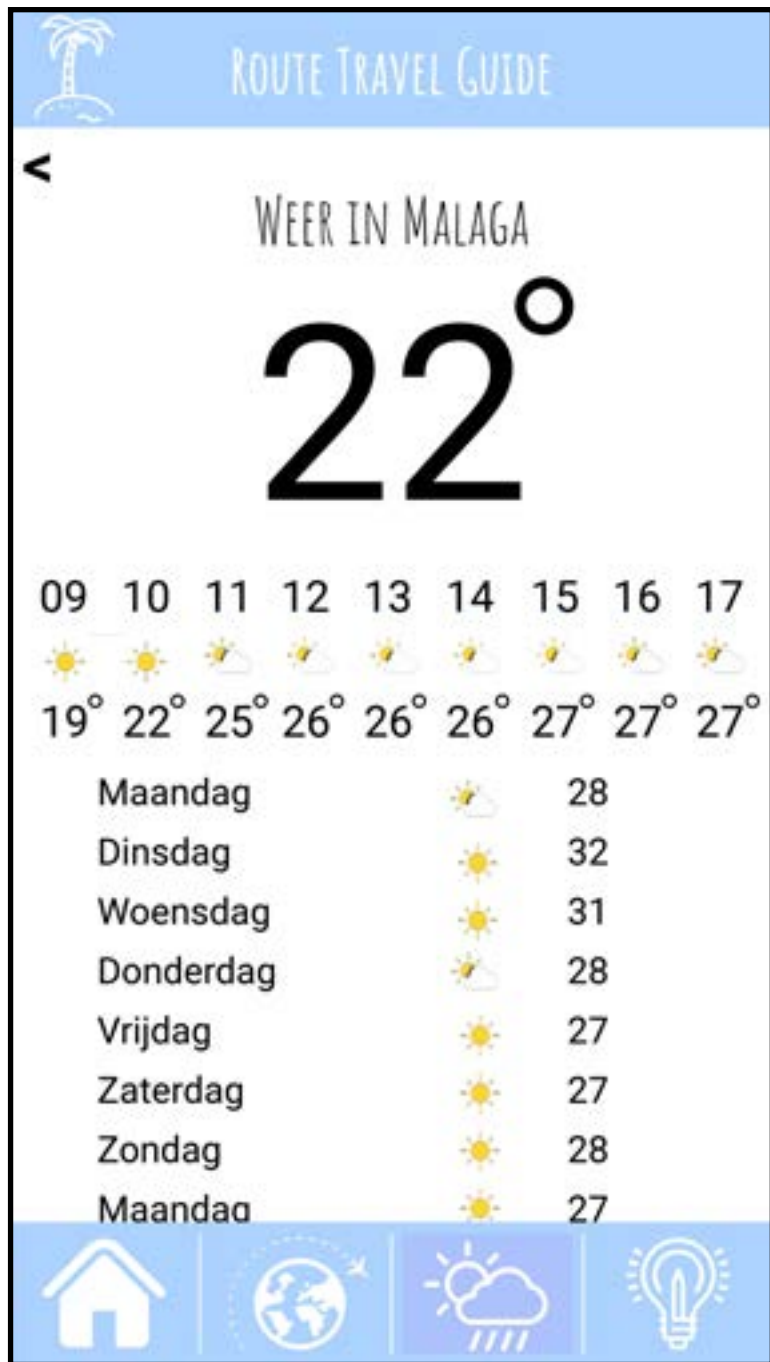 ROUTE TRAVEL GUIDE
<
WEER IN MALAGA
22°
09 10 11 12 13 14 15 16 17
19° 22° 25° 26° 26° 26° 27° 27° 27°
Maandag 28
Dinsdag 32
Woensdag 31
Donderdag 28
Vrijdag 27
Zaterdag 27
Zondag 28
Maandag 27